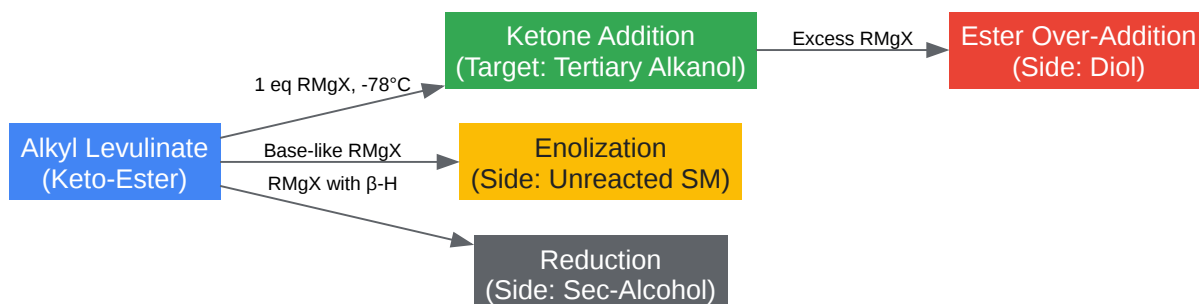 Ketone Addition
(Target: Tertiary Alkanol)
Excess RMgX
Ester Over-Addition
(Side: Diol)
1 eq RMgX, -78°C
Alkyl Levulinate
(Keto-Ester)
Base-like RMgX
Enolization
(Side: Unreacted SM)
RMgX with β-H
Reduction
(Side: Sec-Alcohol)